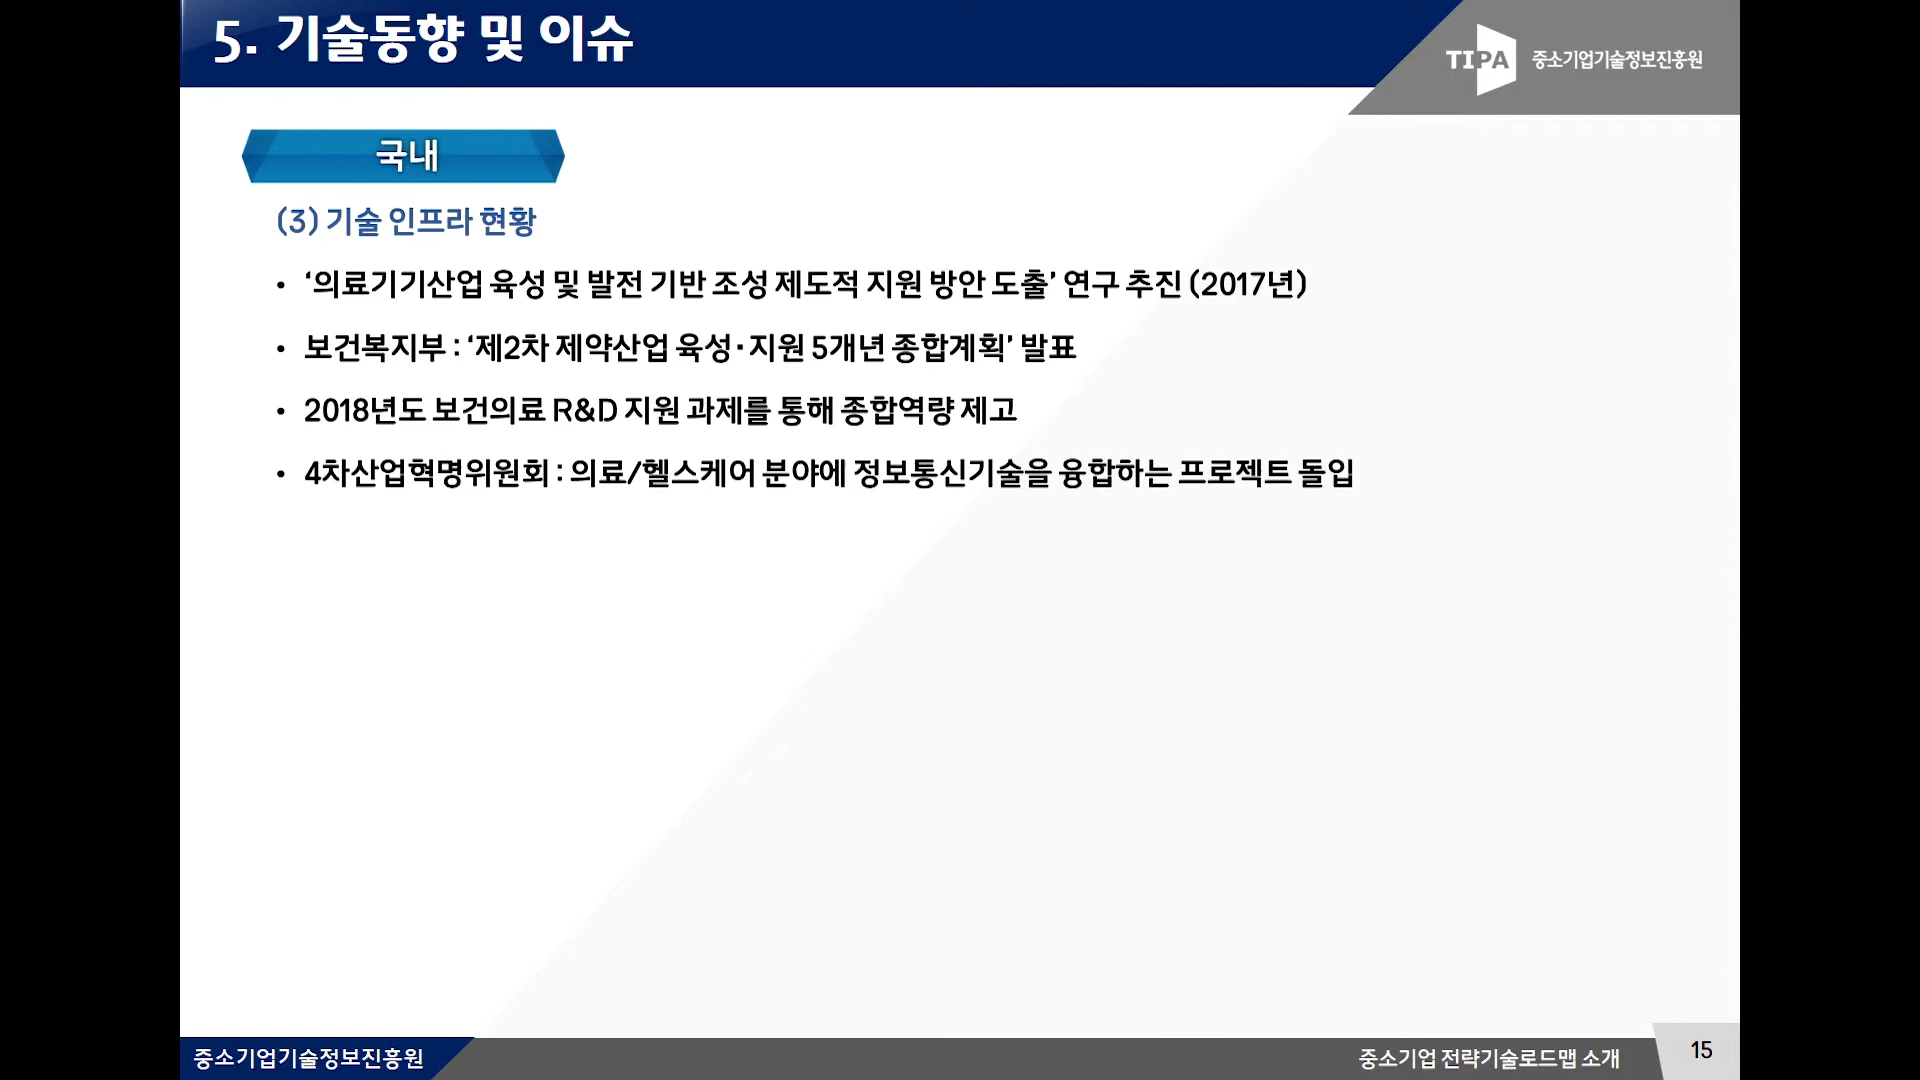 5. 기술동향 및 이슈
TIPA 중소기업기술정보진흥원
국내
(3) 기술 인프라 현황
• ‘의료기기산업 육성 및 발전 기반 조성 제도적 지원 방안 도출’ 연구 추진 (2017년)
• 보건복지부 : ‘제2차 제약산업 육성·지원 5개년 종합계획’ 발표
• 2018년도 보건의료 R&D 지원 과제를 통해 종합역량 제고
• 4차산업혁명위원회 : 의료/헬스케어 분야에 정보통신기술을 융합하는 프로젝트 돌입
중소기업기술정보진흥원
중소기업 전략기술로드맵 소개
15